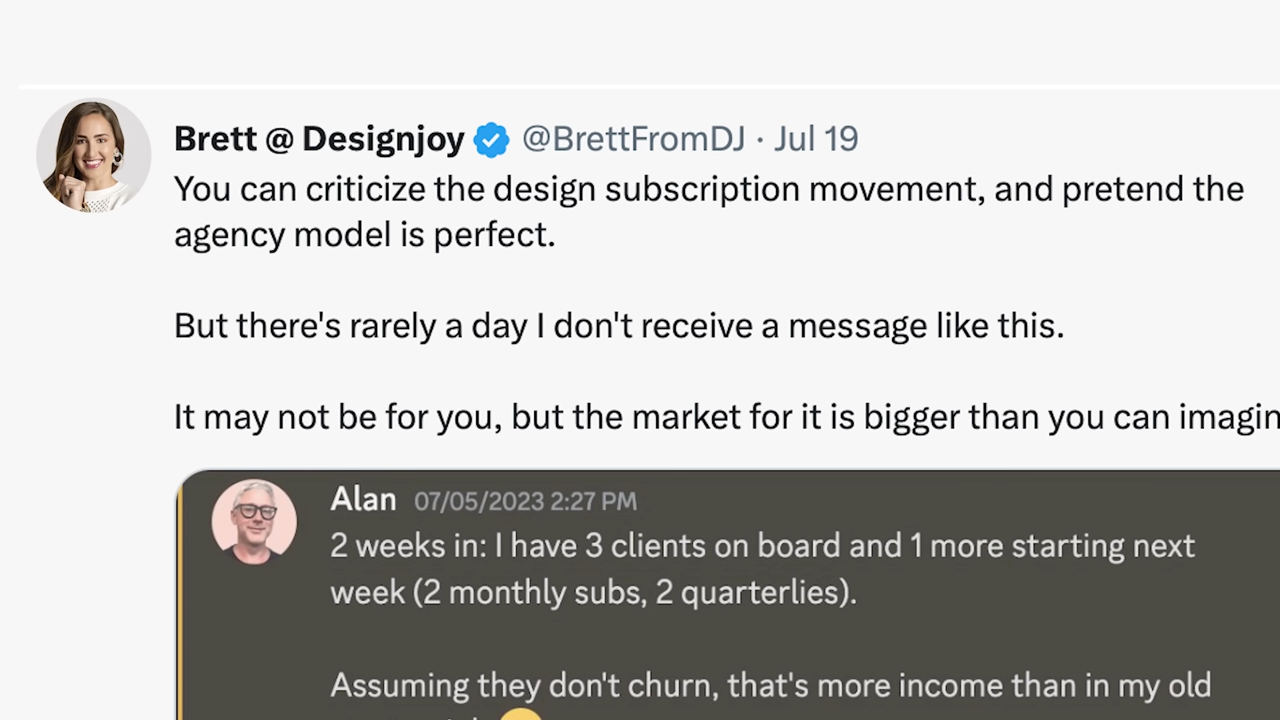 Brett @ Designjoy @BrettFromDJ · Jul 19
You can criticize the design subscription movement, and pretend the
agency model is perfect.
But there's rarely a day I don't receive a message like this.
It may not be for you, but the market for it is bigger than you can imagin
Alan 07/05/2023 2:27 PM
2 weeks in: I have 3 clients on board and 1 more starting next
week (2 monthly subs, 2 quarterlies).
Assuming they don't churn, that's more income than in my old